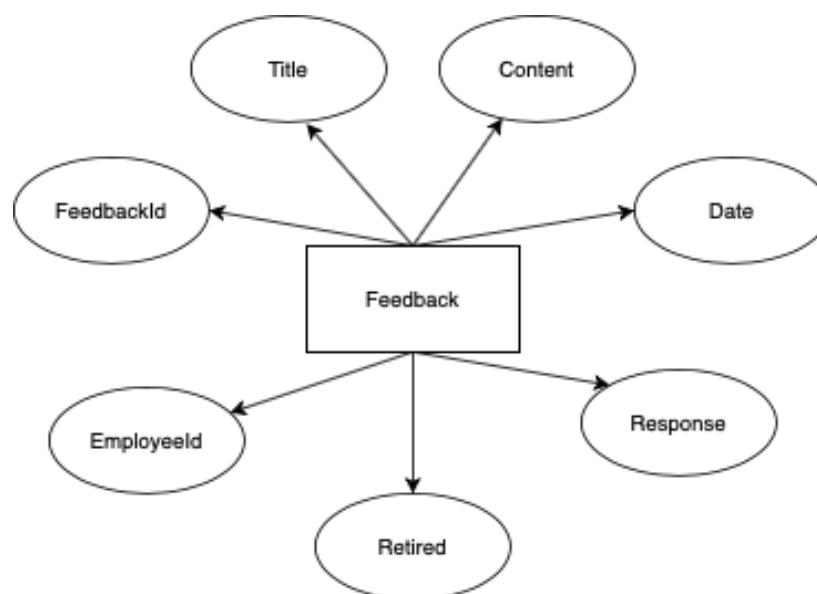 Title
Content
FeedbackId
Date
Feedback
EmployeeId
Response
Retired